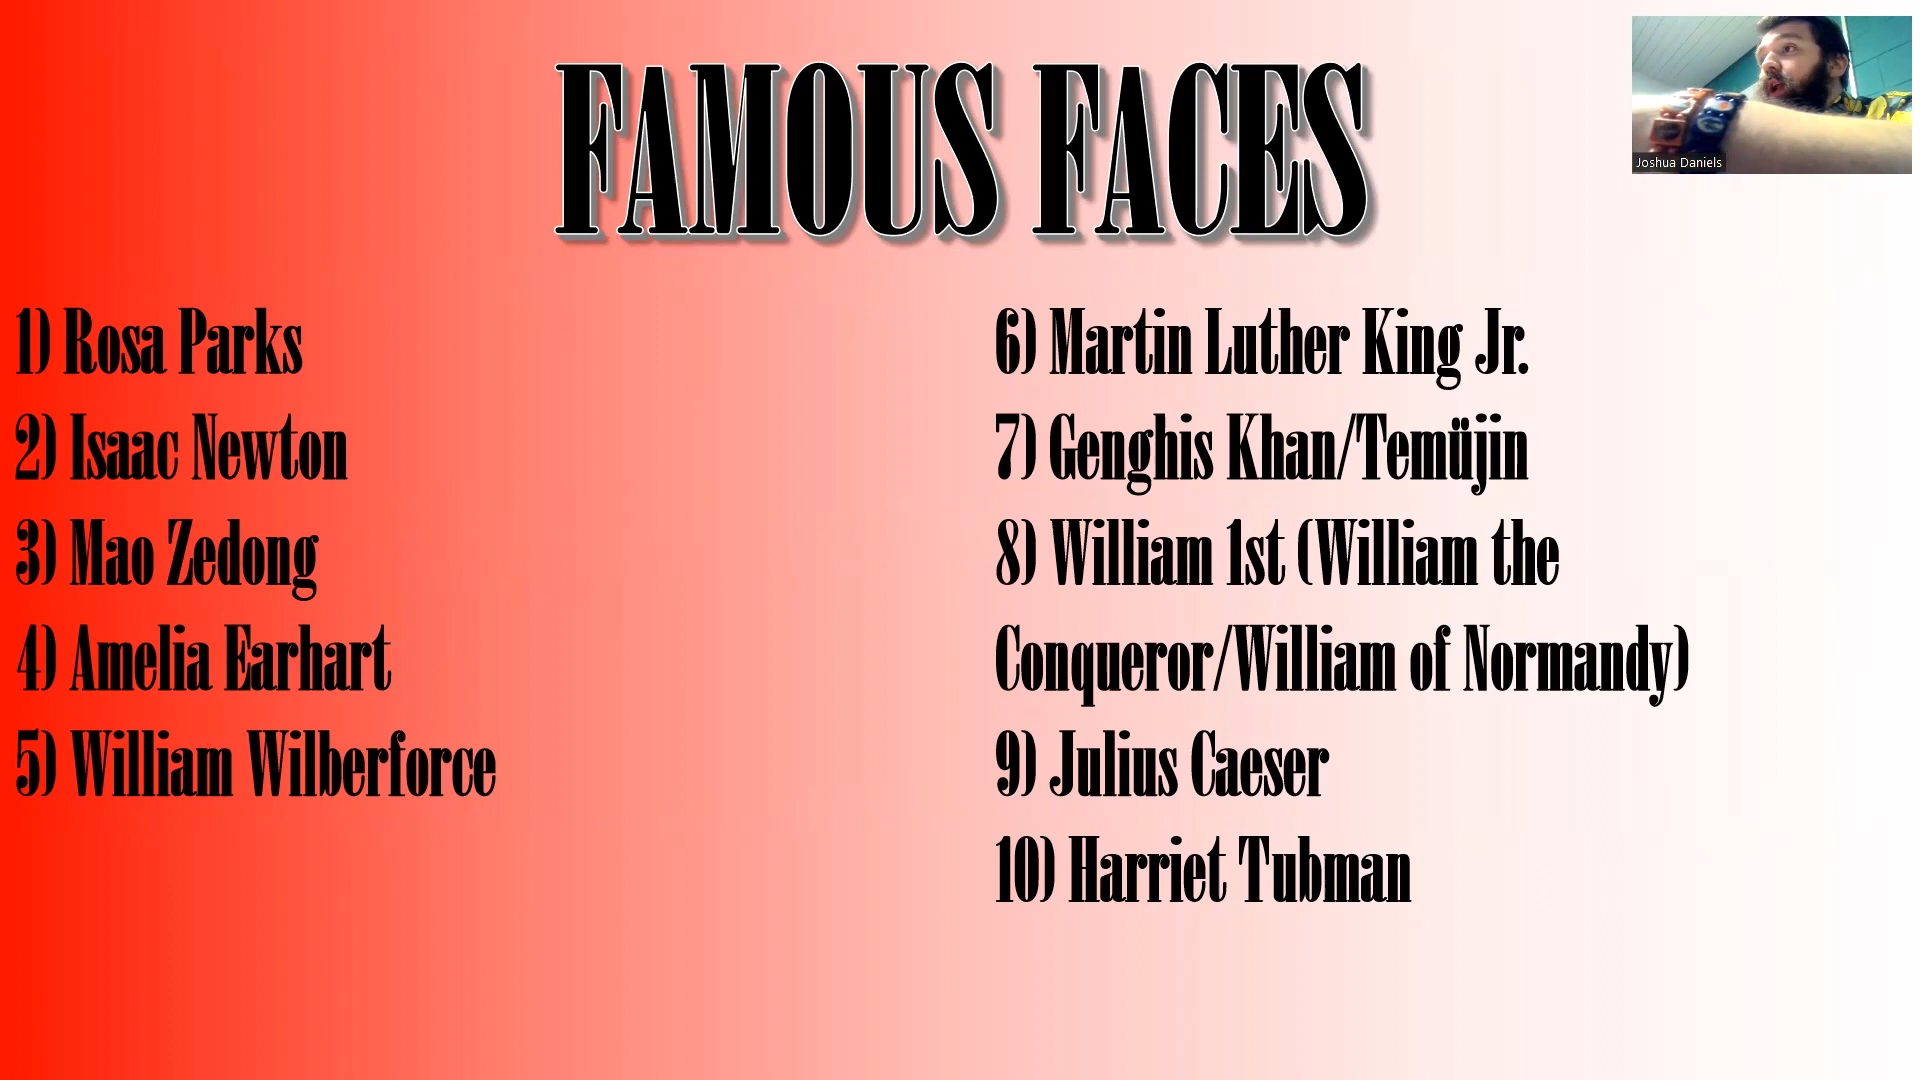 FAMOUS FACES
Joshua Daniels
1) Rosa Parks
2) Isaac Newton
3) Mao Zedong
4) Amelia Earhart
5) William Wilberforce
6) Martin Luther King Jr.
7) Genghis Khan/Temüjin
8) William 1st (William the
Conqueror/William of Normandy)
9) Julius Caeser
10) Harriet Tubman